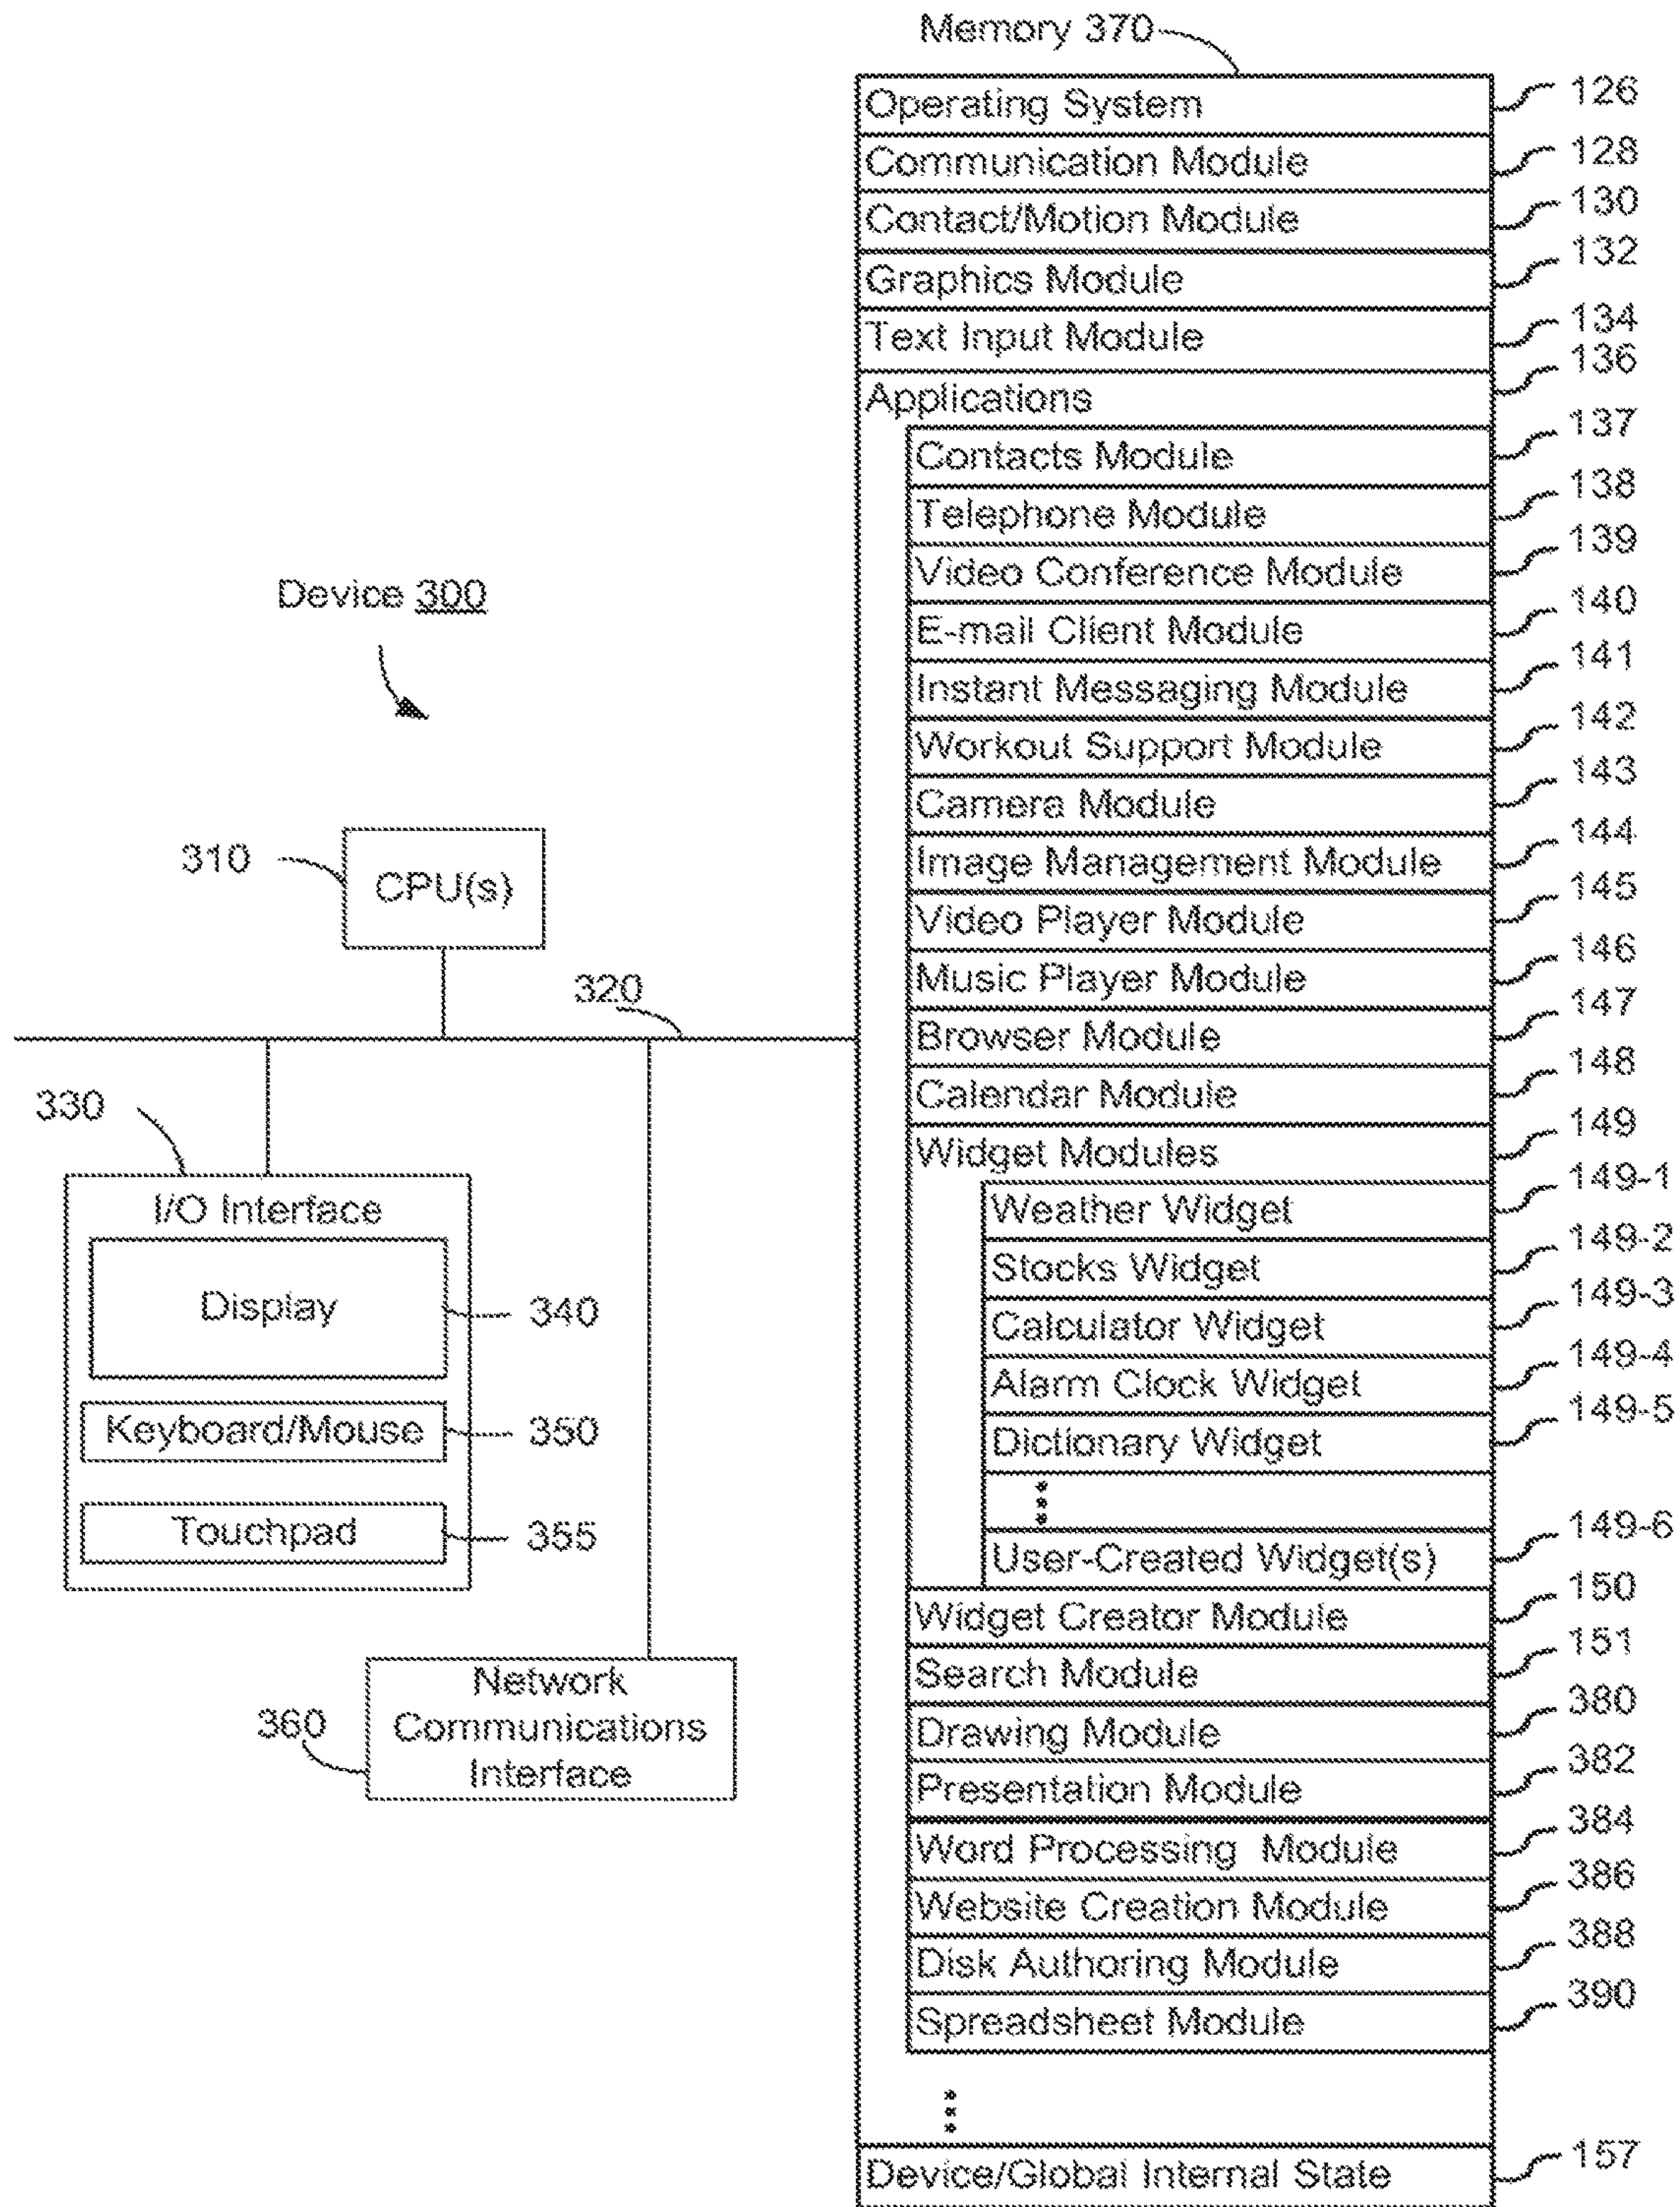 Memory 370
Operating System 126
Communication Module 128
Contact/Motion Module 130
Graphics Module 132
Text Input Module 134
Applications 136
Contacts Module 137
Telephone Module 138
Video Conference Module 139
E-mail Client Module 140
Instant Messaging Module 141
Workout Support Module 142
Camera Module 143
Image Management Module 144
Video Player Module 145
Music Player Module 146
Browser Module 147
Calendar Module 148
Widget Modules 149
Weather Widget 149-1
Stocks Widget 149-2
Calculator Widget 149-3
Alarm Clock Widget 149-4
Dictionary Widget 149-5
User-Created Widget(s) 149-6
Widget Creator Module 150
Search Module 151
Drawing Module 380
Presentation Module 382
Word Processing Module 384
Website Creation Module 386
Disk Authoring Module 388
Spreadsheet Module 390
Device/Global Internal State 157
Device 300
310
CPU(s)
320
330
I/O Interface
Display 340
Keyboard/Mouse 350
Touchpad 355
360
Network
Communications
Interface